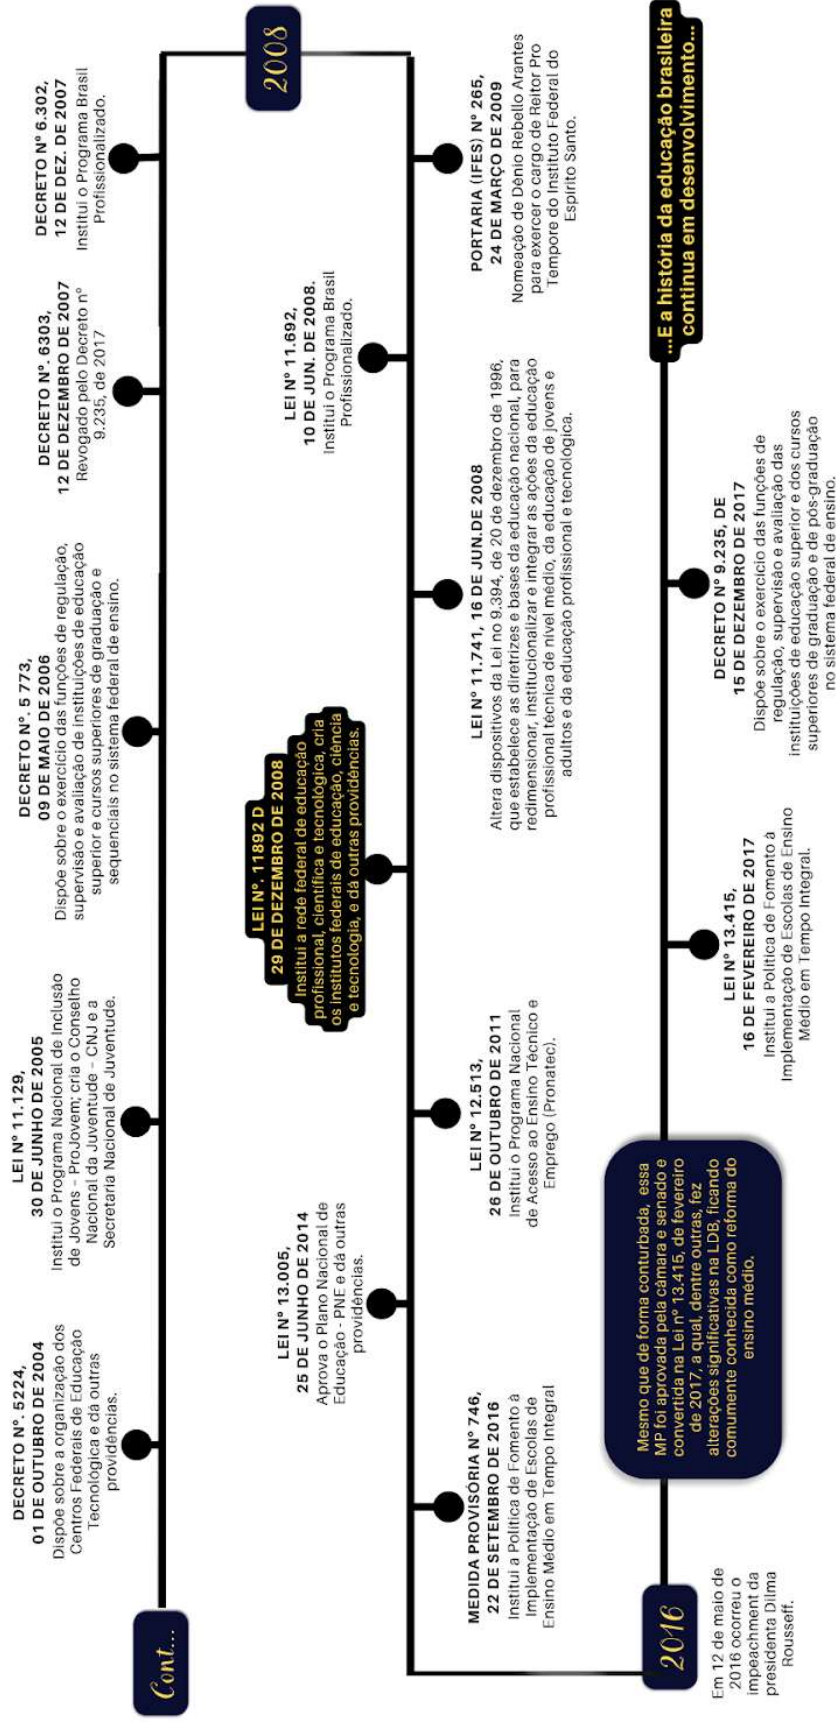 Cont...
DECRETO Nº. 5224,
01 DE OUTUBRO DE 2004
Dispõe sobre a organização dos
Centros Federais de Educação
Tecnológica e dá outras
providências.
LEI Nº 11.129,
30 DE JUNHO DE 2005
Institui o Programa Nacional de Inclusão
de Jovens - ProJovem; cria o Conselho
Nacional da Juventude - CNJ e a
Secretaria Nacional de Juventude.
DECRETO Nº. 5 773,
09 DE MAIO DE 2006
Dispõe sobre o exercício das funções de regulação,
supervisão e avaliação de instituições de educação
superior e cursos superiores de graduação e
sequenciais no sistema federal de ensino.
DECRETO Nº. 6303,
12 DE DEZEMBRO DE 2007
Revogado pelo Decreto nº
9.235, de 2017
DECRETO Nº 6.302,
12 DE DEZ. DE 2007
Institui o Programa Brasil
Profissionalizado.
2008
LEI Nº 11.692,
10 DE JUN. DE 2008.
Institui o Programa Brasil
Profissionalizado.
LEI Nº 11.741, 16 DE JUN.DE 2008
Altera dispositivos da Lei no 9.394, de 20 de dezembro de 1996,
que estabelece as diretrizes e bases da educação nacional, para
redimensionar, institucionalizar e integrar as ações da educação
profissional técnica de nível médio, da educação de jovens e
adultos e da educação profissional e tecnológica.
LEI Nº. 11892 D
29 DE DEZEMBRO DE 2008
Institui a rede federal de educação
profissional, científica e tecnológica, cria
os institutos federais de educação, ciência
e tecnologia, e dá outras providências.
PORTARIA (IFES) Nº 265,
24 DE MARÇO DE 2009
Nomeação de Dênio Rebello Arantes
para exercer o cargo de Reitor Pro
Tempore do Instituto Federal do
Espírito Santo.
LEI Nº 12.513,
26 DE OUTUBRO DE 2011
Institui o Programa Nacional
de Acesso ao Ensino Técnico e
Emprego (Pronatec).
LEI Nº 13.005,
25 DE JUNHO DE 2014
Aprova o Plano Nacional de
Educação - PNE e dá outras
providências.
MEDIDA PROVISÓRIA Nº 746,
22 DE SETEMBRO DE 2016
Institui a Política de Fomento à
Implementação de Escolas de
Ensino Médio em Tempo Integral
2016
Em 12 de maio de
2016 ocorreu o
impeachment da
presidenta Dilma
Rousseff.
Mesmo que de forma conturbada, essa
MP foi aprovada pela câmara e senado e
convertida na Lei nº 13.415, de fevereiro
de 2017, a qual, dentre outras, fez
alterações significativas na LDB, ficando
comumente conhecida como reforma do
ensino médio.
LEI Nº 13.415,
16 DE FEVEREIRO DE 2017
Institui a Política de Fomento à
Implementação de Escolas de Ensino
Médio em Tempo Integral.
DECRETO Nº 9.235, DE
15 DE DEZEMBRO DE 2017
Dispõe sobre o exercício das funções de
regulação, supervisão e avaliação das
instituições de educação superior e dos cursos
superiores de graduação e de pós-graduação
no sistema federal de ensino.
...E a história da educação brasileira
continua em desenvolvimento...